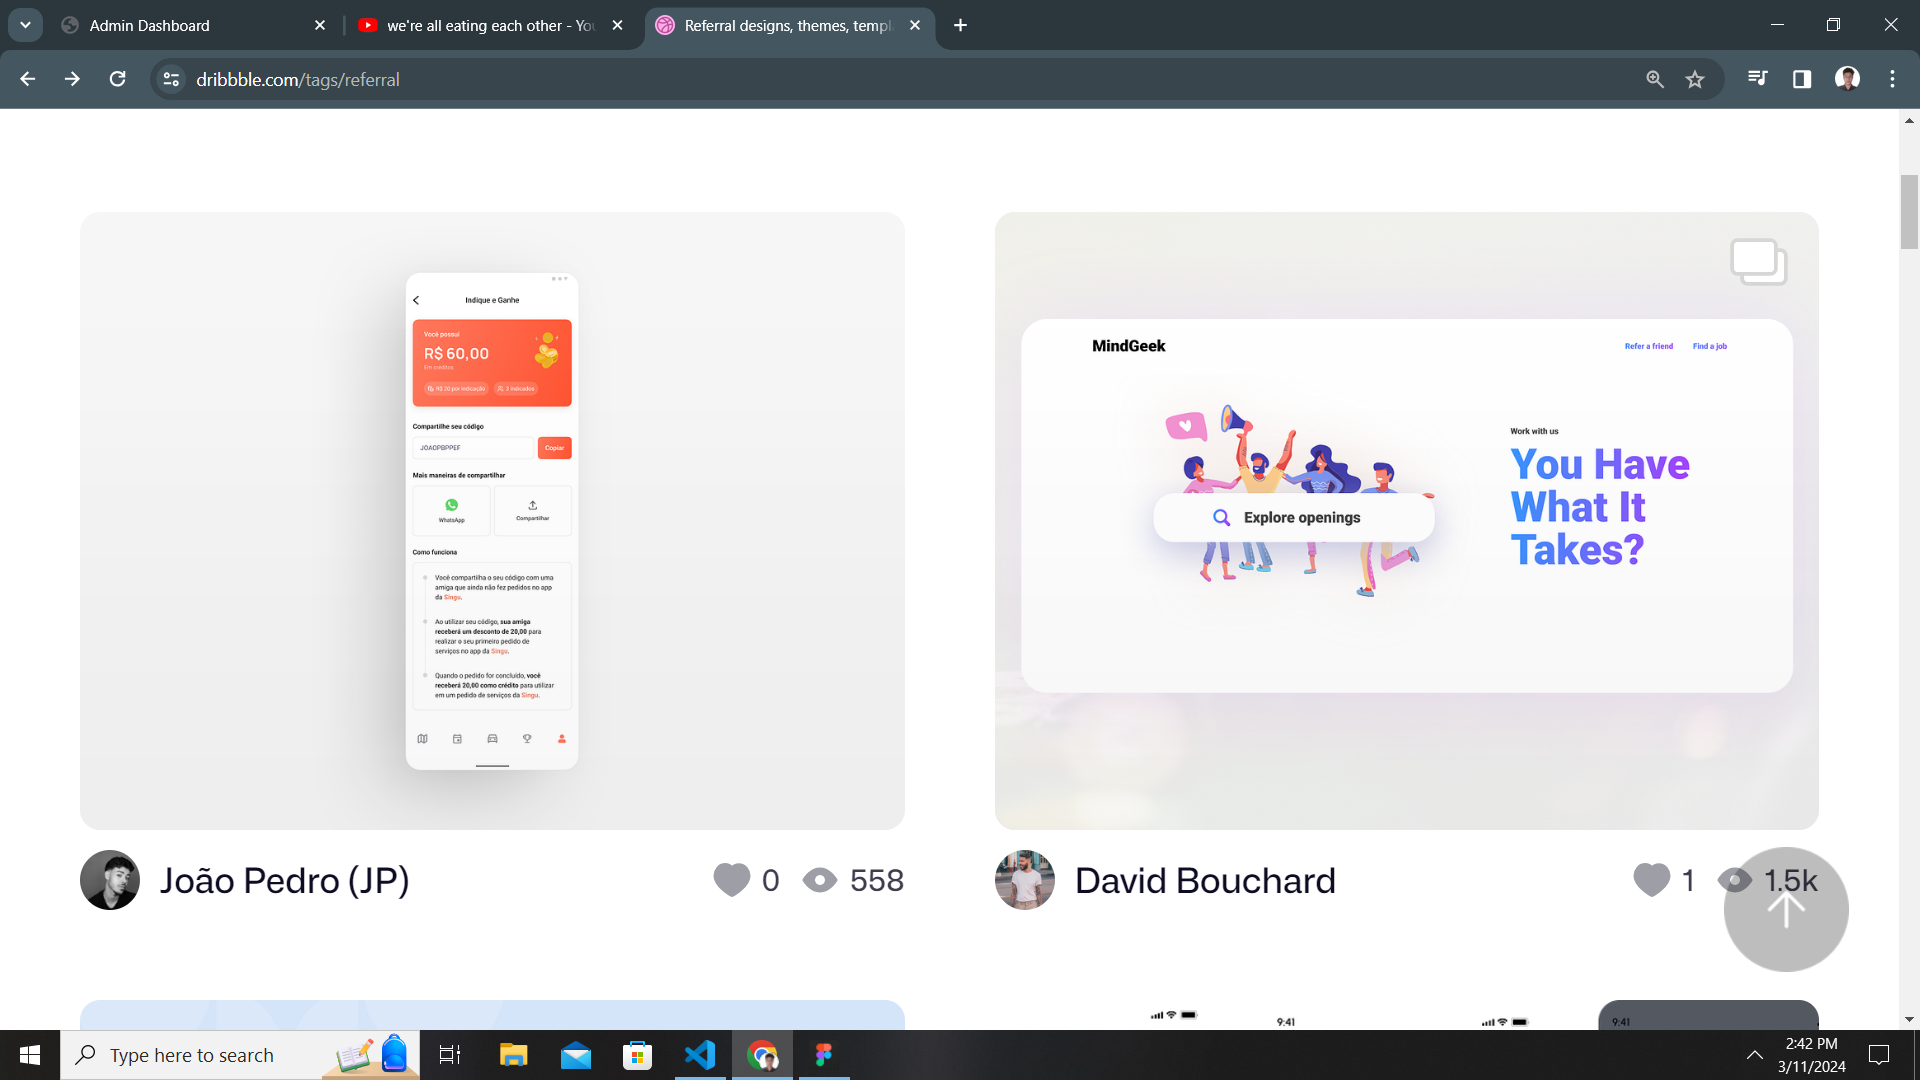 Admin Dashboard
we're all eating each other - You
Referral designs, themes, templa
dribbble.com/tags/referral
Indique e Ganhe
Você possui
R$ 60,00
Em creditos
R$ 20 por indicação
3 indicados
Compartilhe seu código
JOAOPBPPEF
Copiar
Mais maneiras de compartilhar
WhatsApp
Compartilhar
Como funciona
Você compartilha o seu código com uma
amiga que ainda não fez pedidos no app
da Singu.
Ao utilizar seu código, sua amiga
receberá um desconto de 20,00 para
realizar o seu primeiro pedido de
serviços no app da Singu.
Quando o pedido for concluído, você
receberá 20,00 como crédito para utilizar
em um pedido de serviços da Singu.
MindGeek
Refer a friend
Find a job
Work with us
You Have
What It
Takes?
Explore openings
João Pedro (JP)
0
558
David Bouchard
1
1.5k
9:41
9:41
Type here to search
2:42 PM
3/11/2024